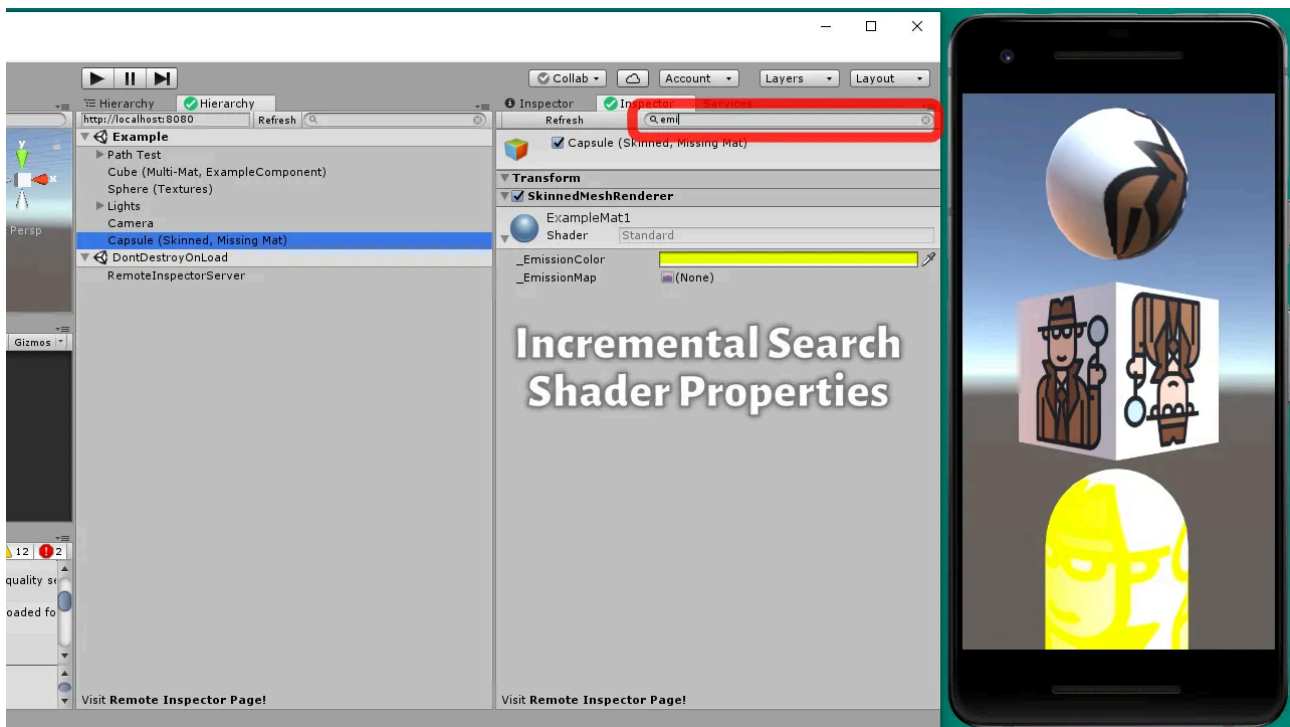 Collab
Account
Layers
Layout
Hierarchy
Hierarchy
Inspector
Inspector
Services
http://localhost:8080
Refresh
Refresh
emi
Example
Path Test
Cube (Multi-Mat, ExampleComponent)
Sphere (Textures)
Lights
Camera
Capsule (Skinned, Missing Mat)
DontDestroyOnLoad
RemoteInspectorServer
Capsule (Skinned, Missing Mat)
Transform
SkinnedMeshRenderer
ExampleMat1
Shader Standard
_EmissionColor
_EmissionMap (None)
Incremental Search
Shader Properties
y
x
Persp
Gizmos
12 2
quality se
oaded fo
Visit Remote Inspector Page!
Visit Remote Inspector Page!